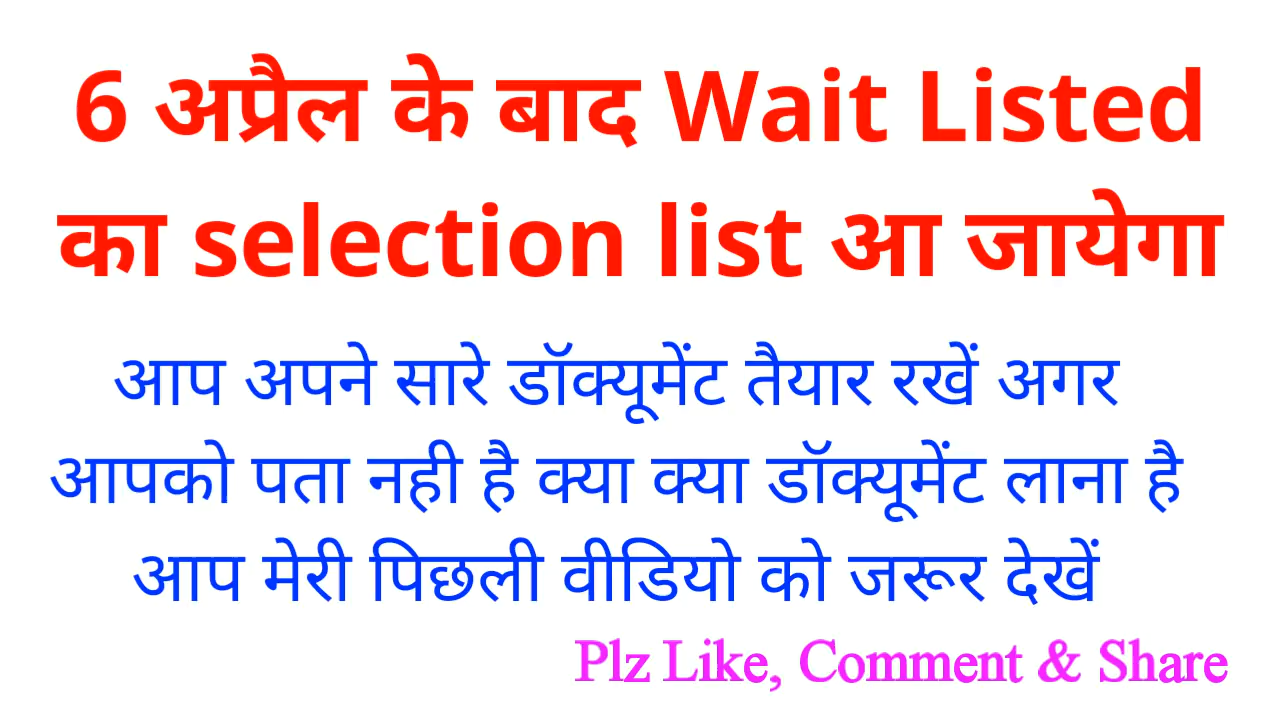 6 अप्रैल के बाद Wait Listed
का selection list आ जायेगा
आप अपने सारे डॉक्यूमेंट तैयार रखें अगर
आपको पता नही है क्या क्या डॉक्यूमेंट लाना है
आप मेरी पिछली वीडियो को जरूर देखें
Plz Like, Comment & Share